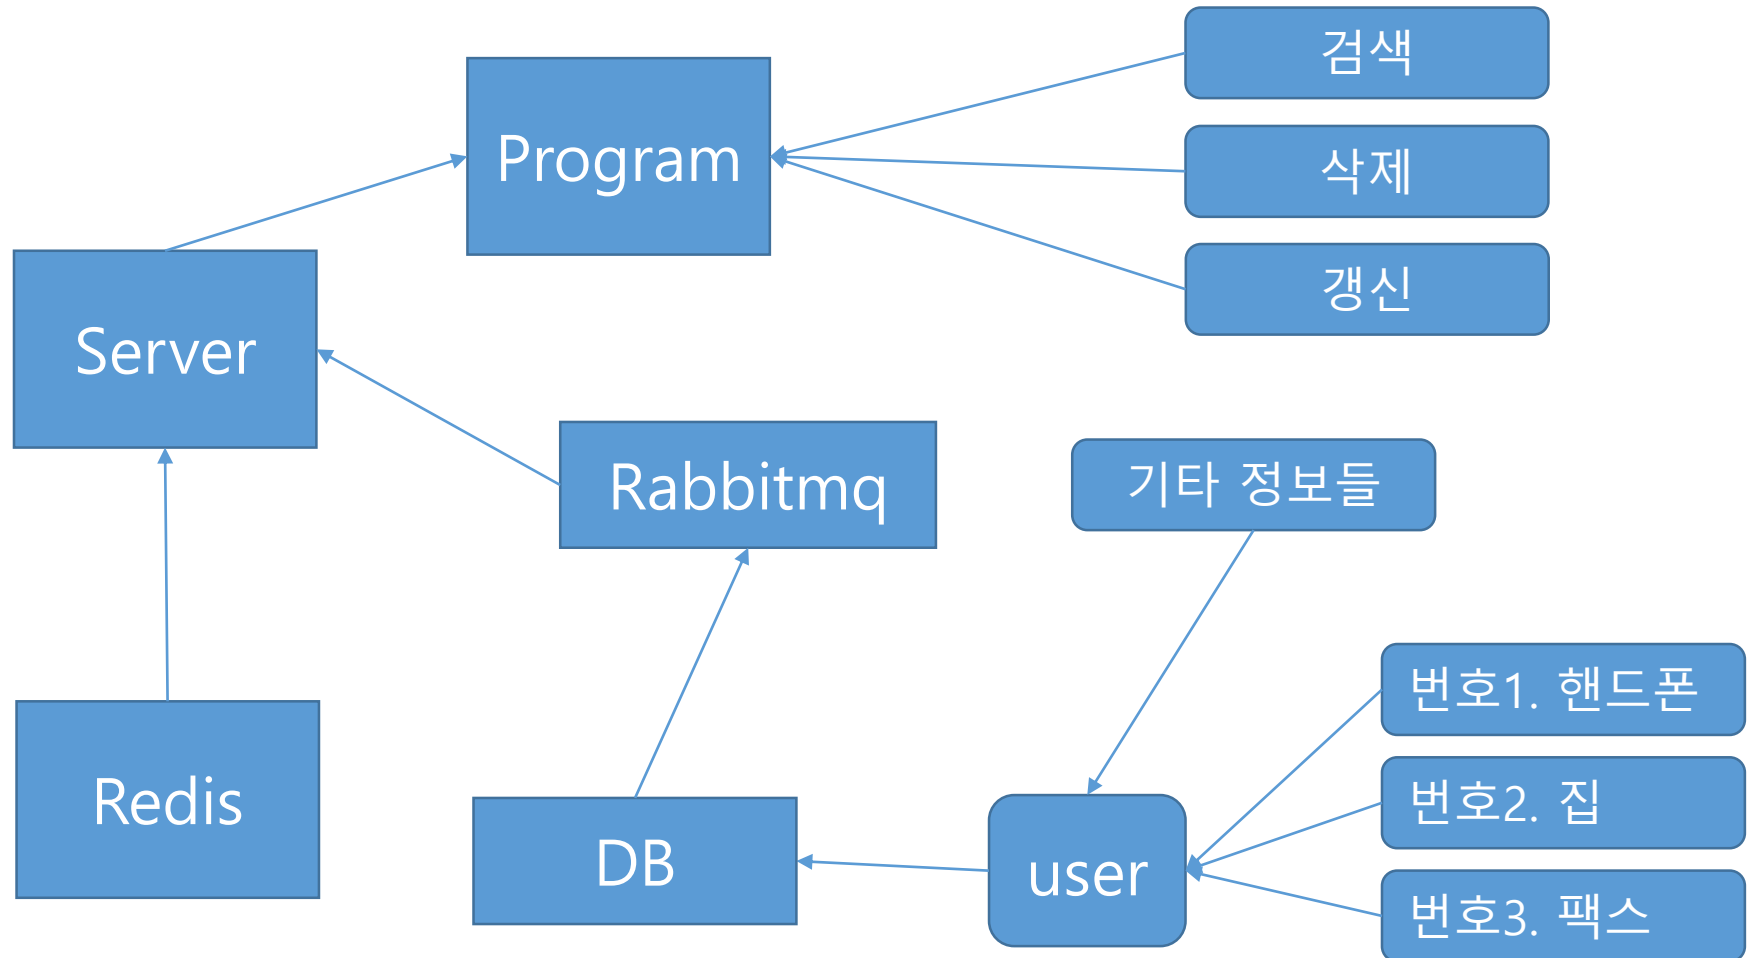 검색
Program
삭제
갱신
Server
Rabbitmq
기타 정보들
번호1. 핸드폰
Redis
번호2. 집
DB
user
번호3. 팩스